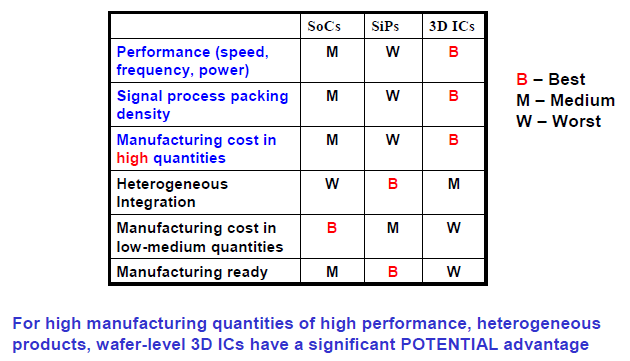 SoCs SiPs 3D ICs
Performance (speed, M W B
frequency, power)
Signal process packing M W B
density
Manufacturing cost in M W B
high quantities
Heterogeneous W B M
Integration
Manufacturing cost in B M W
low-medium quantities
Manufacturing ready M B W
B – Best
M – Medium
W – Worst
For high manufacturing quantities of high performance, heterogeneous
products, wafer-level 3D ICs have a significant POTENTIAL advantage